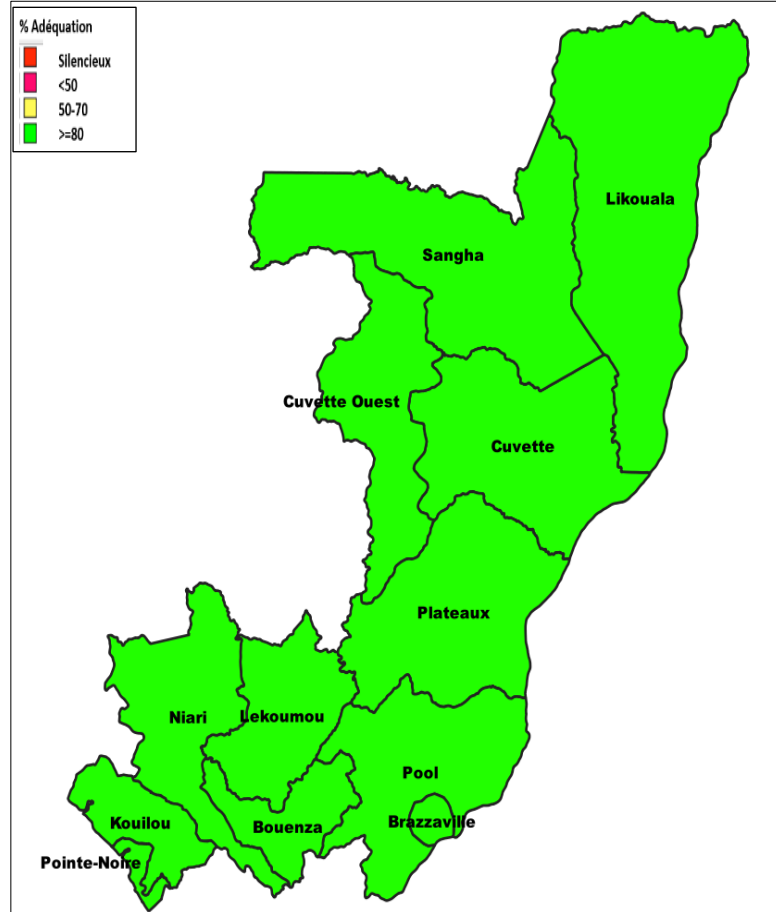 % Adéquation
Silencieux
<50
50-70
>=80
Likouala
Sangha
Cuvette Ouest
Cuvette
Plateaux
Niari
Lekoumou
Pool
Kouilou
Bouenza
Brazzaville
Pointe-Noire